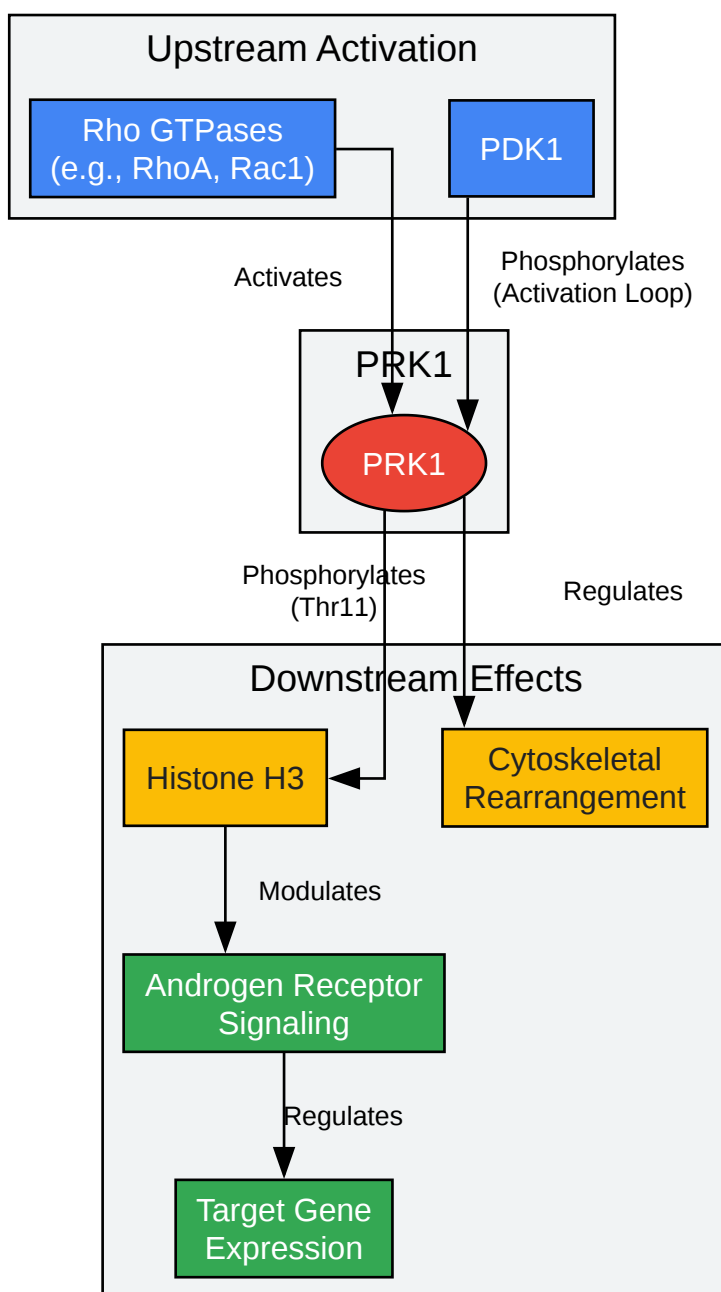 Upstream Activation
Rho GTPases
(e.g., RhoA, Rac1)
PDK1
Activates
Phosphorylates
(Activation Loop)
PRK1
PRK1
Phosphorylates
(Thr11)
Regulates
Downstream Effects
Histone H3
Cytoskeletal
Rearrangement
Modulates
Androgen Receptor
Signaling
Regulates
Target Gene
Expression